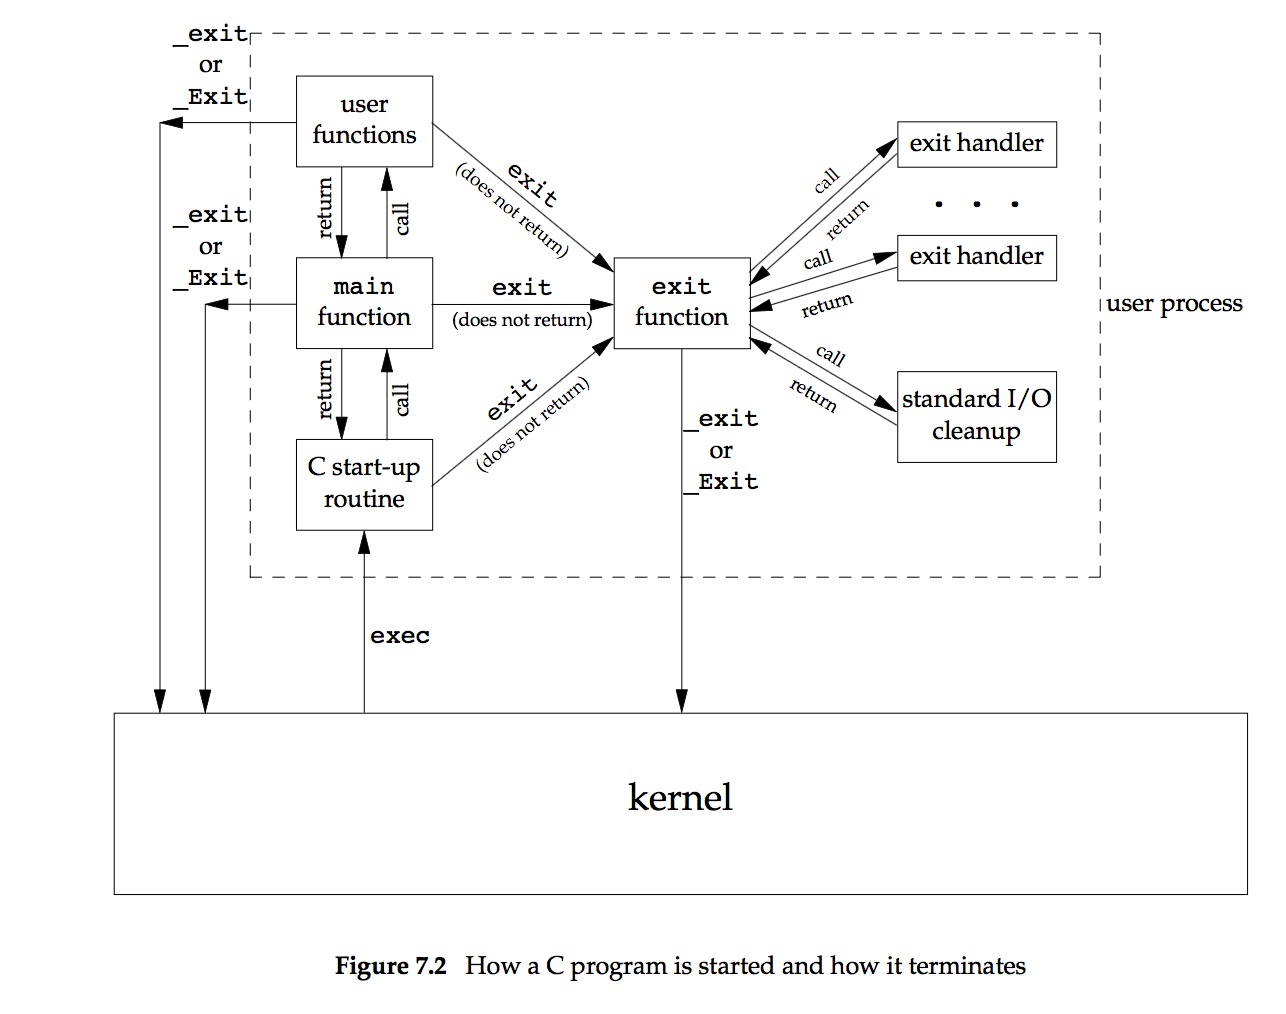 _exit
or
_Exit
user
functions
exit
(does not return)
return
call
_exit
or
_Exit
main
function
exit
(does not return)
return
call
C start-up
routine
exit
(does not return)
exit
function
call
return
exit handler
. . .
call
return
exit handler
call
return
standard I/O
cleanup
user process
_exit
or
_Exit
exec
kernel
Figure 7.2 How a C program is started and how it terminates